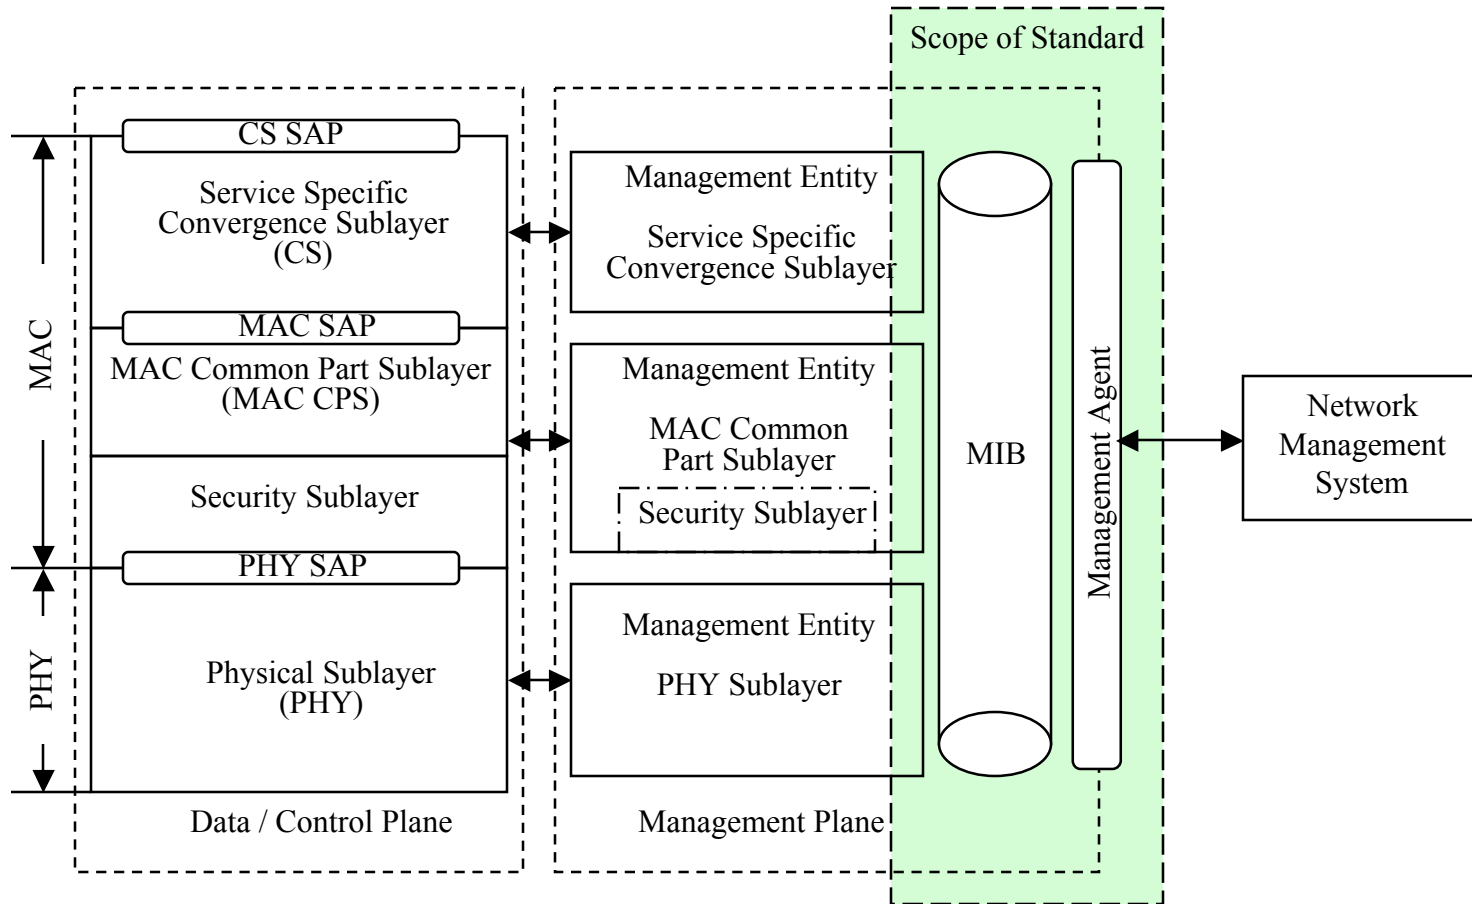 Scope of Standard
CS SAP
Service Specific
Convergence Sublayer
(CS)
MAC SAP
MAC Common Part Sublayer
(MAC CPS)
Security Sublayer
PHY SAP
Physical Sublayer
(PHY)
Data / Control Plane
MAC
PHY
Management Entity
Service Specific
Convergence Sublayer
Management Entity
MAC Common
Part Sublayer
Security Sublayer
Management Entity
PHY Sublayer
Management Plane
MIB
Management Agent
Network
Management
System